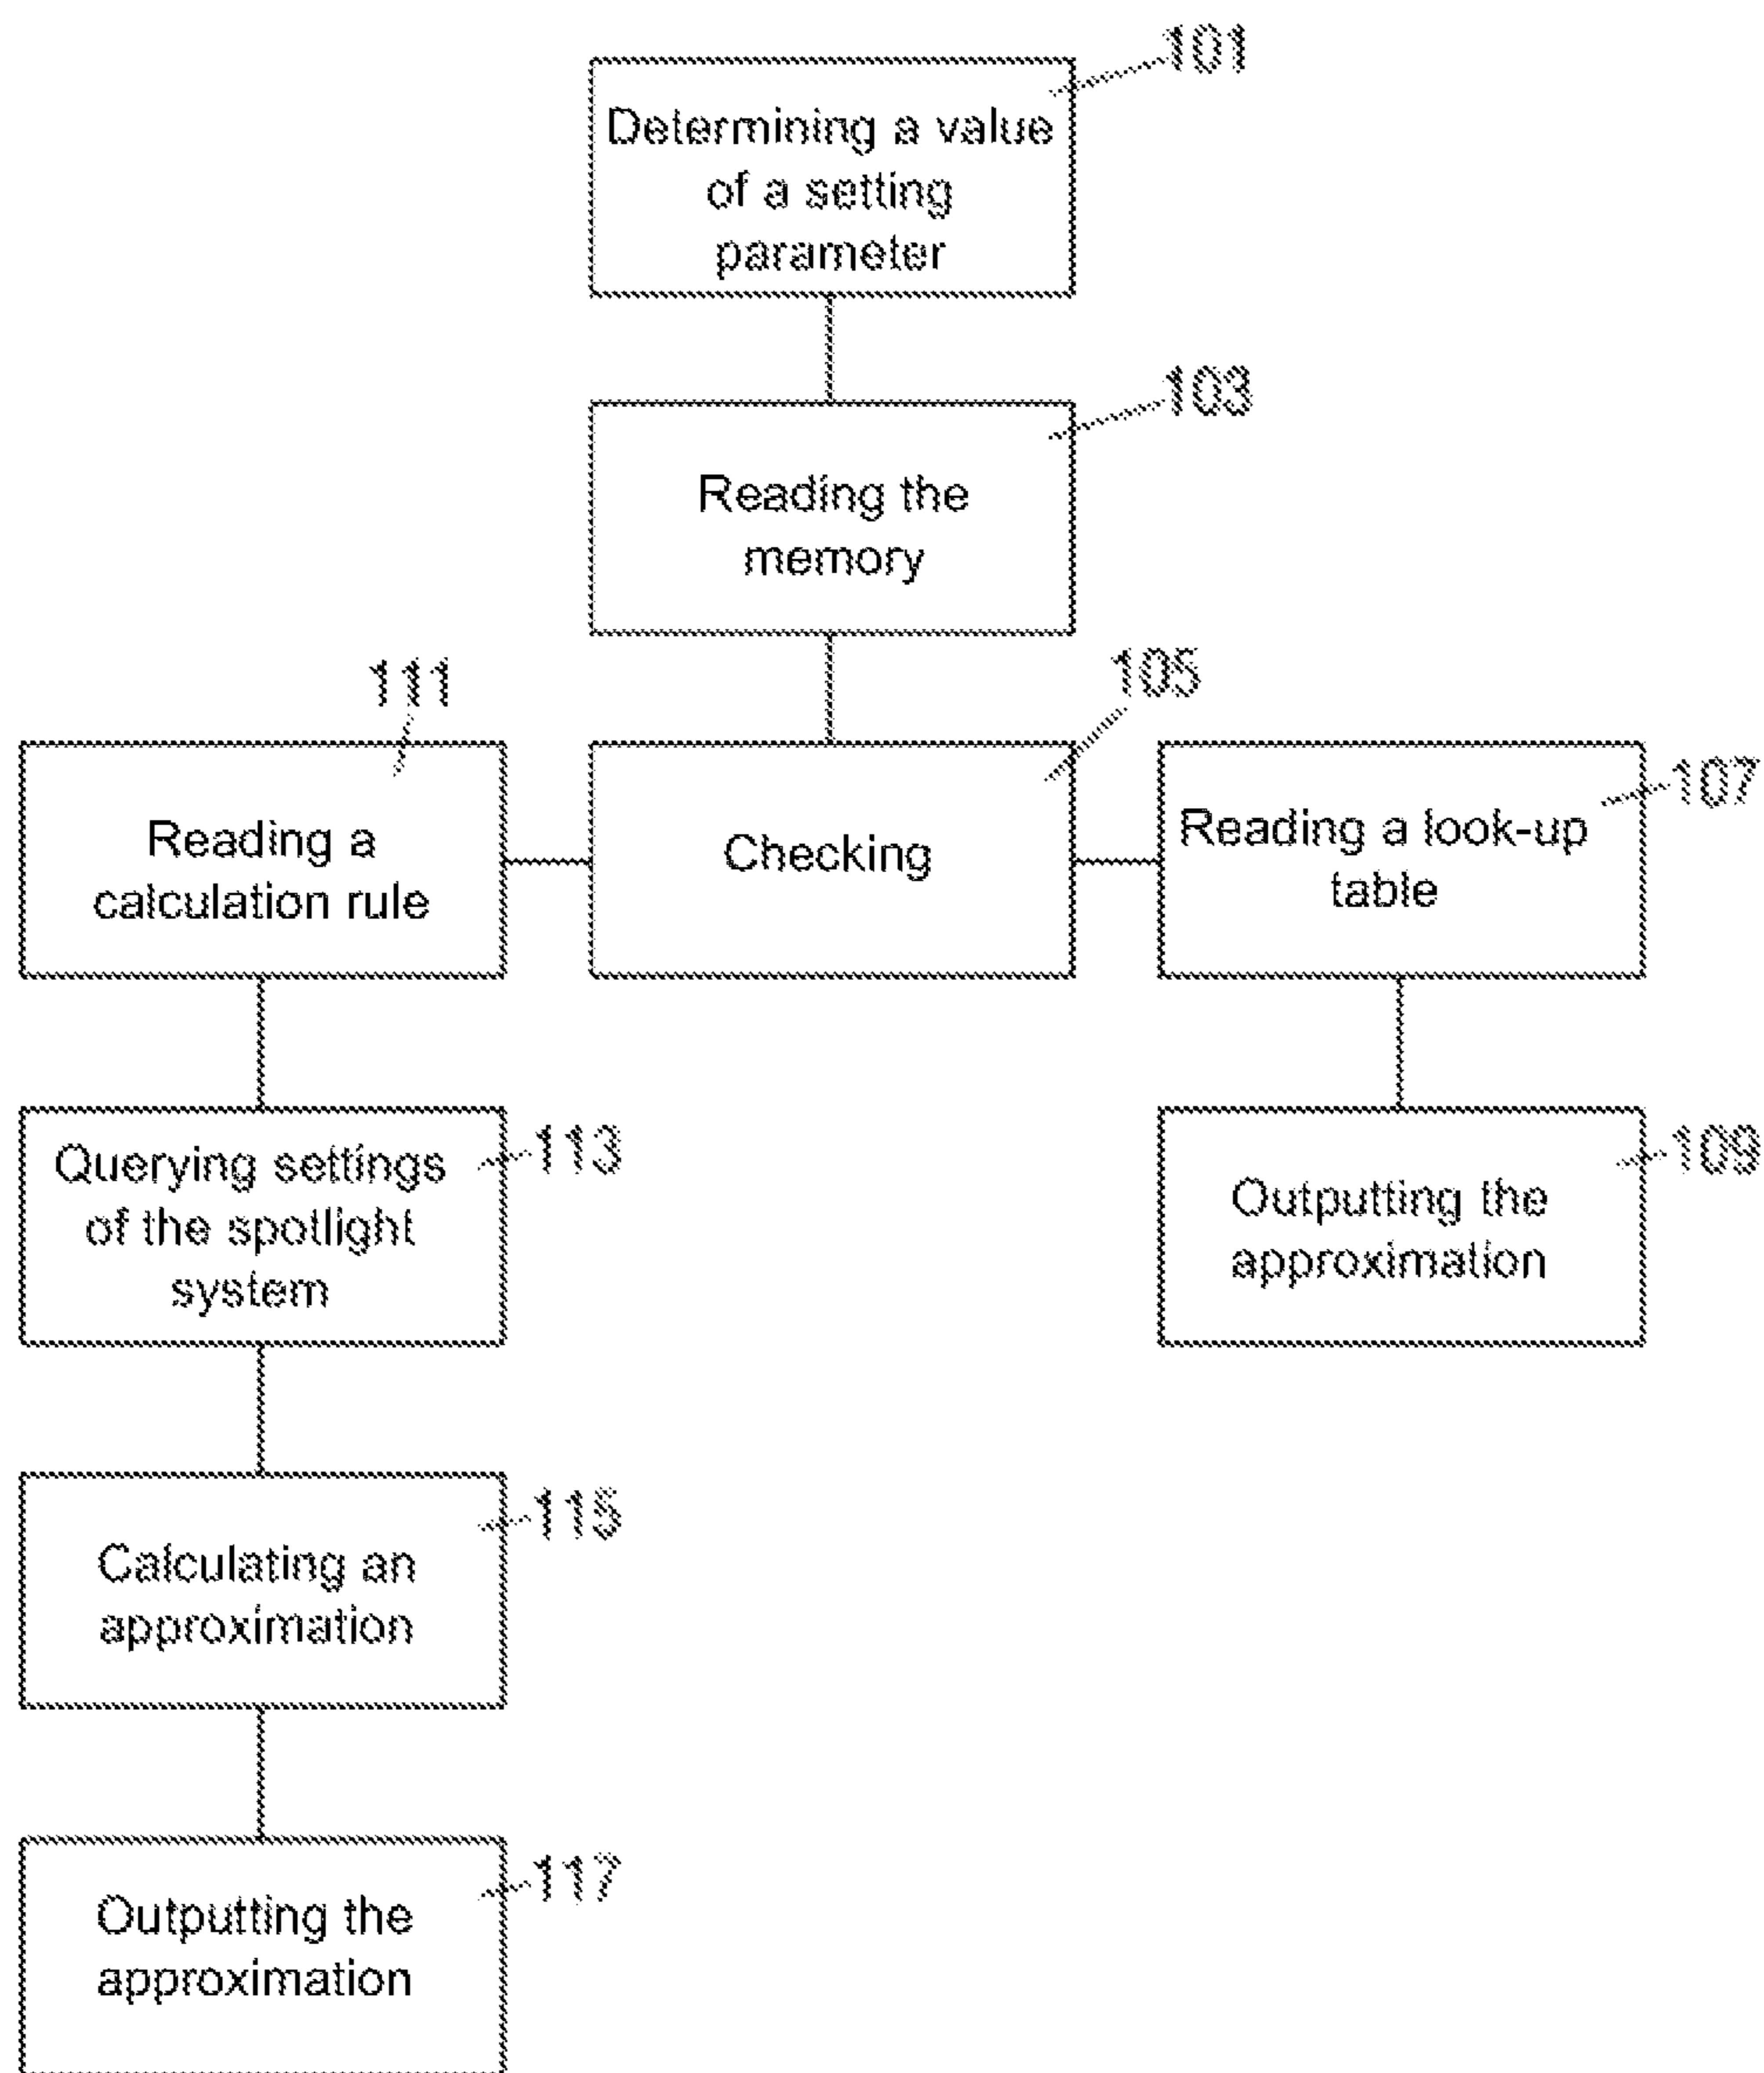 101
Determining a value
of a setting
parameter
103
Reading the
memory
111
105
107
Reading a
calculation rule
Checking
Reading a look-up
table
113
Querying settings
of the spotlight
system
109
Outputting the
approximation
115
Calculating an
approximation
117
Outputting the
approximation